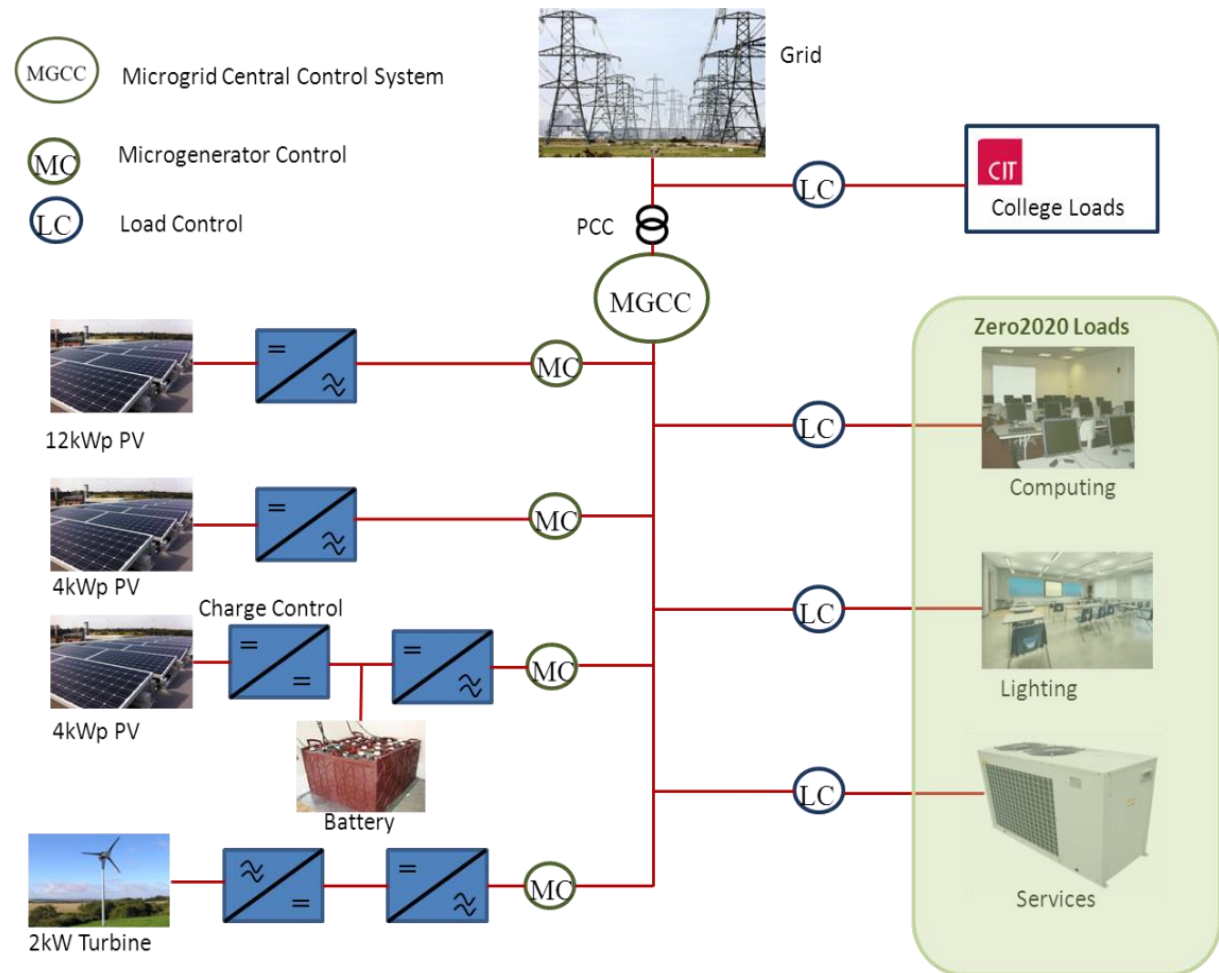 MGCC
Microgrid Central Control System
MC
Microgenerator Control
LC
Load Control
Grid
LC
CIT
College Loads
PCC
MGCC
12kWp PV
MC
4kWp PV
MC
Charge Control
4kWp PV
MC
Battery
2kW Turbine
MC
Zero2020 Loads
LC
Computing
LC
Lighting
LC
Services